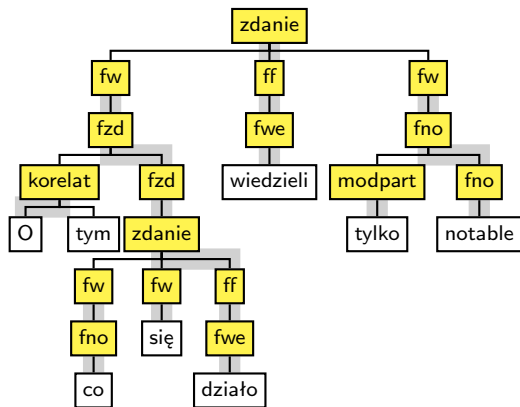 zdanie
fw ff fw
fzd fwe fno
korelat fzd wiedzieli modpart fno
O tym zdanie tylko notable
fw fw ff
fno się fwe
co działo